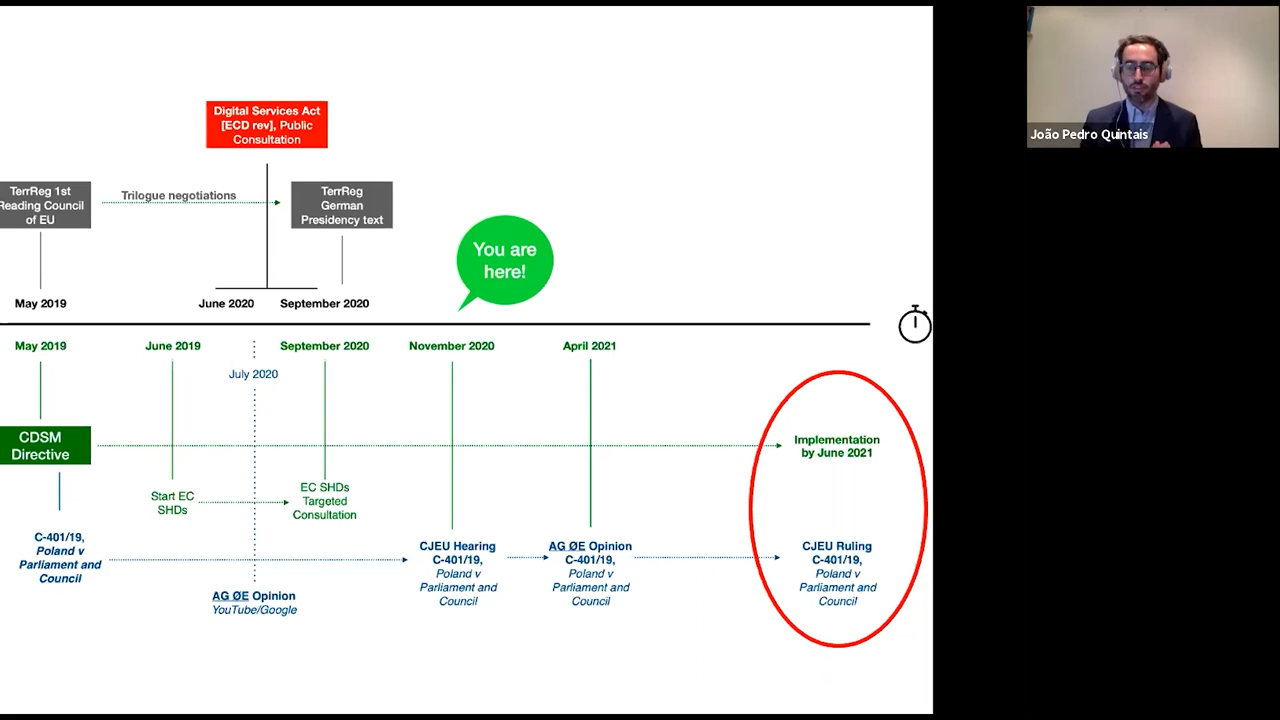 Digital Services Act
[ECD rev], Public
Consultation
TerrReg 1st
Reading Council
of EU
Trilogue negotiations
TerrReg
German
Presidency text
You are
here!
May 2019
June 2020
September 2020
May 2019
June 2019
September 2020
November 2020
April 2021
July 2020
CDSM
Directive
Implementation
by June 2021
Start EC
SHDs
EC SHDs
Targeted
Consultation
C-401/19,
Poland v
Parliament and
Council
AG ØE Opinion
YouTube/Google
CJEU Hearing
C-401/19,
Poland v
Parliament and
Council
AG ØE Opinion
C-401/19,
Poland v
Parliament and
Council
CJEU Ruling
C-401/19,
Poland v
Parliament and
Council
João Pedro Quintais